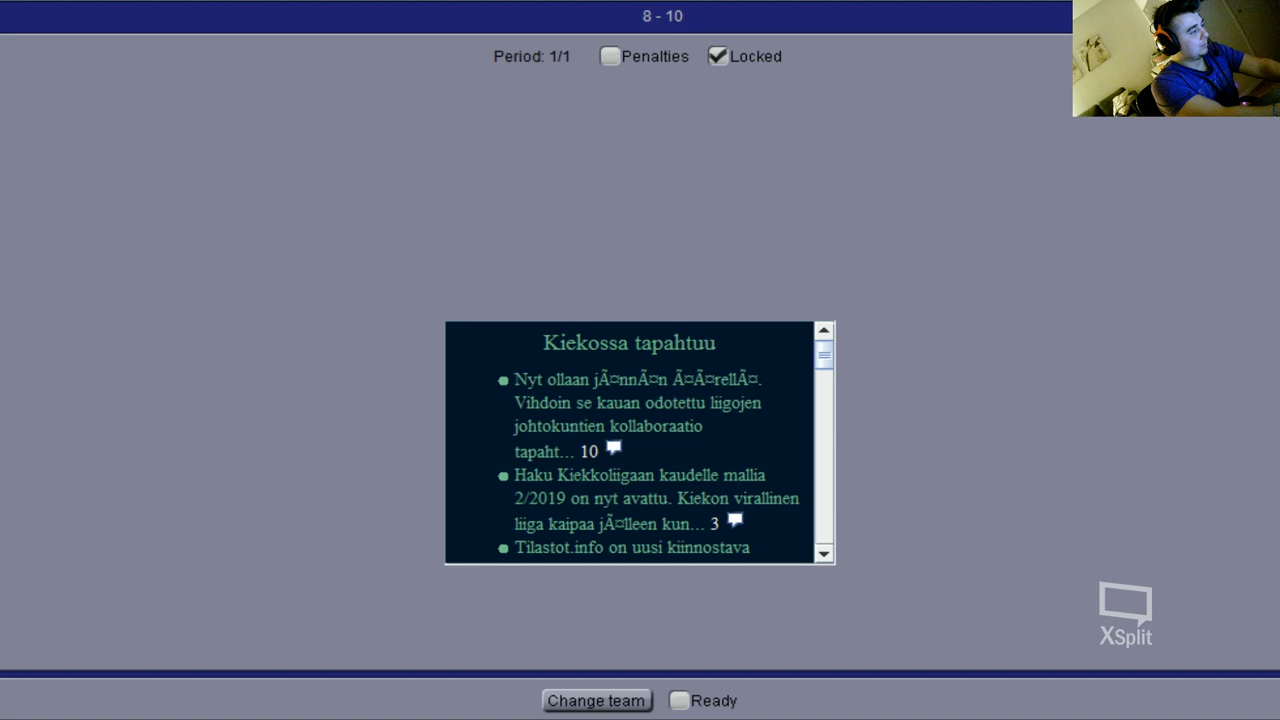 8 - 10
Period: 1/1 Penalties Locked
Kiekossa tapahtuu
Nyt ollaan jÃ¤nnÃ¤n Ã¤Ã¤rellÃ¤.
Vihdoin se kauan odotettu liigojen
johtokuntien kollaboraatio
tapaht... 10
Haku Kiekkoliigaan kaudelle mallia
2/2019 on nyt avattu. Kiekon virallinen
liiga kaipaa jÃ¤lleen kun... 3
Tilastot.info on uusi kiinnostava
XSplit
Change team Ready